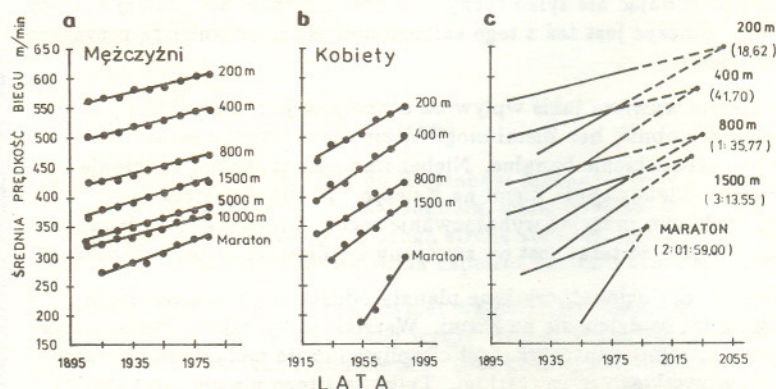 ŚREDNIA PRĘDKOŚĆ BIEGU m/min
650
600
550
500
450
400
350
300
250
200
150
a
Mężczyźni
200 m
400 m
800 m
1500 m
5000 m
10 000 m
Maraton
1895
1935
1975
b
Kobiety
200 m
400 m
800 m
1500 m
Maraton
1915
1955
1995
c
200 m
(18,62)
400 m
(41,70)
800 m
(1:35,77)
1500 m
(3:13.55)
MARATON
(2:01:59,00)
1895
1935
1975
2015
2055
LATA